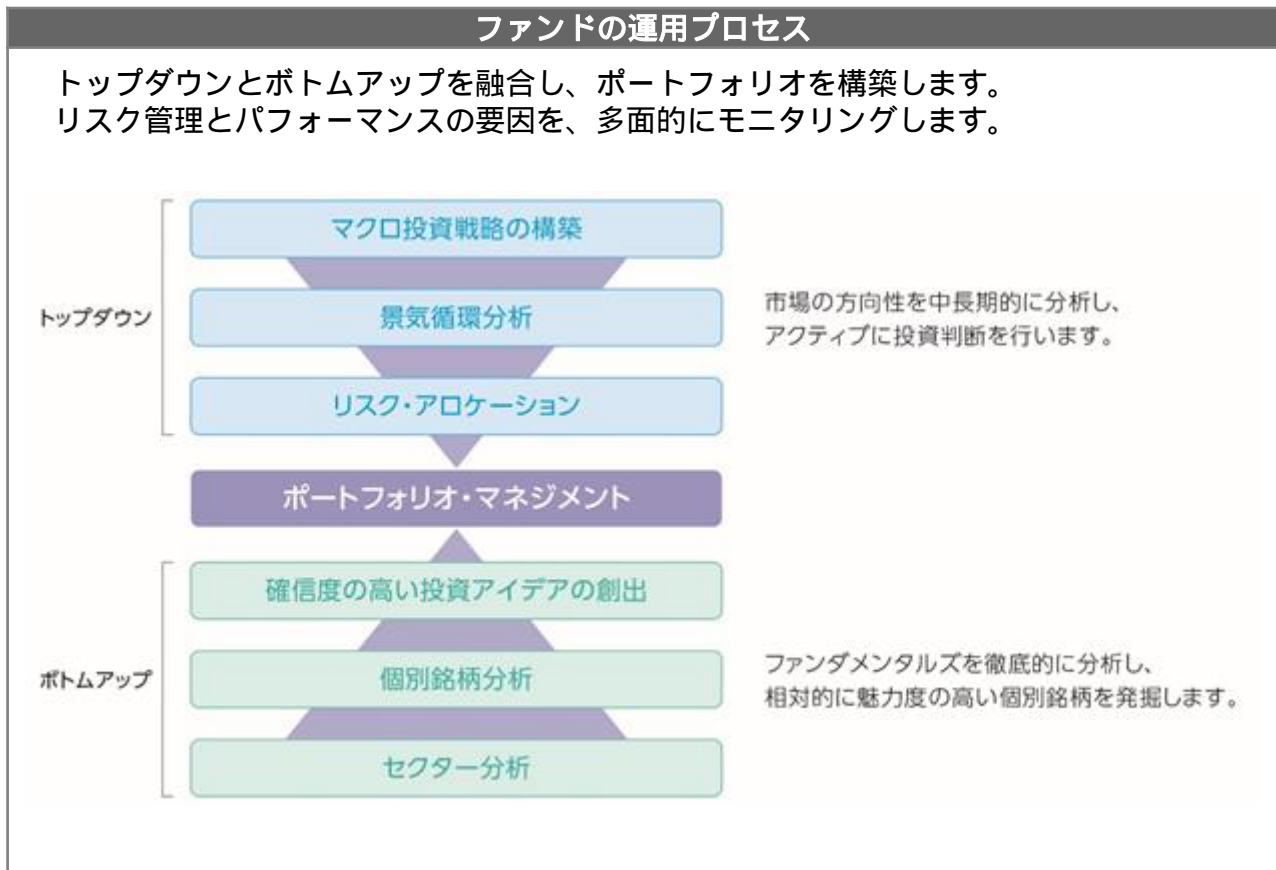 ファンドの運用プロセス
トップダウンとボトムアップを融合し、ポートフォリオを構築します。
リスク管理とパフォーマンスの要因を、多面的にモニタリングします。
トップダウン
マクロ投資戦略の構築
景気循環分析
リスク・アロケーション
市場の方向性を中長期的に分析し、
アクティブに投資判断を行います。
ポートフォリオ・マネジメント
ボトムアップ
確信度の高い投資アイデアの創出
個別銘柄分析
セクター分析
ファンダメンタルズを徹底的に分析し、
相対的に魅力度の高い個別銘柄を発掘します。